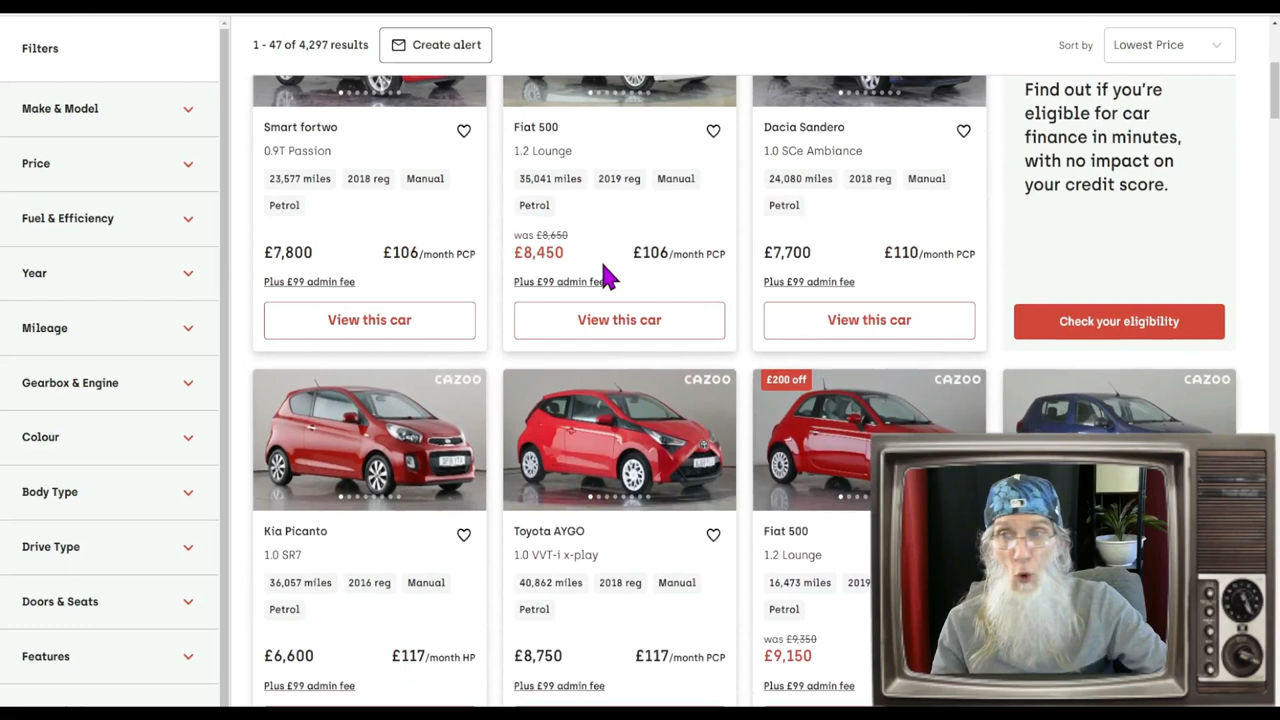 Filters
Make & Model
Price
Fuel & Efficiency
Year
Mileage
Gearbox & Engine
Colour
Body Type
Drive Type
Doors & Seats
Features
1 - 47 of 4,297 results
Create alert
Sort by
Lowest Price
Smart fortwo
0.9T Passion
23,577 miles 2018 reg Manual
Petrol
£7,800 £106/month PCP
Plus £99 admin fee
View this car
Fiat 500
1.2 Lounge
35,041 miles 2019 reg Manual
Petrol
was £8,650
£8,450 £106/month PCP
Plus £99 admin fee
View this car
Dacia Sandero
1.0 SCe Ambiance
24,080 miles 2018 reg Manual
Petrol
£7,700 £110/month PCP
Plus £99 admin fee
View this car
Find out if you're
eligible for car
finance in minutes,
with no impact on
your credit score.
Check your eligibility
CAZOO
Kia Picanto
1.0 SR7
36,057 miles 2016 reg Manual
Petrol
£6,600 £117/month HP
Plus £99 admin fee
CAZOO
Toyota AYGO
1.0 VVT-i x-play
40,862 miles 2018 reg Manual
Petrol
£8,750 £117/month PCP
Plus £99 admin fee
£200 off
CAZOO
Fiat 500
1.2 Lounge
16,473 miles 2019
Petrol
was £9,350
£9,150
Plus £99 admin fee
CAZOO